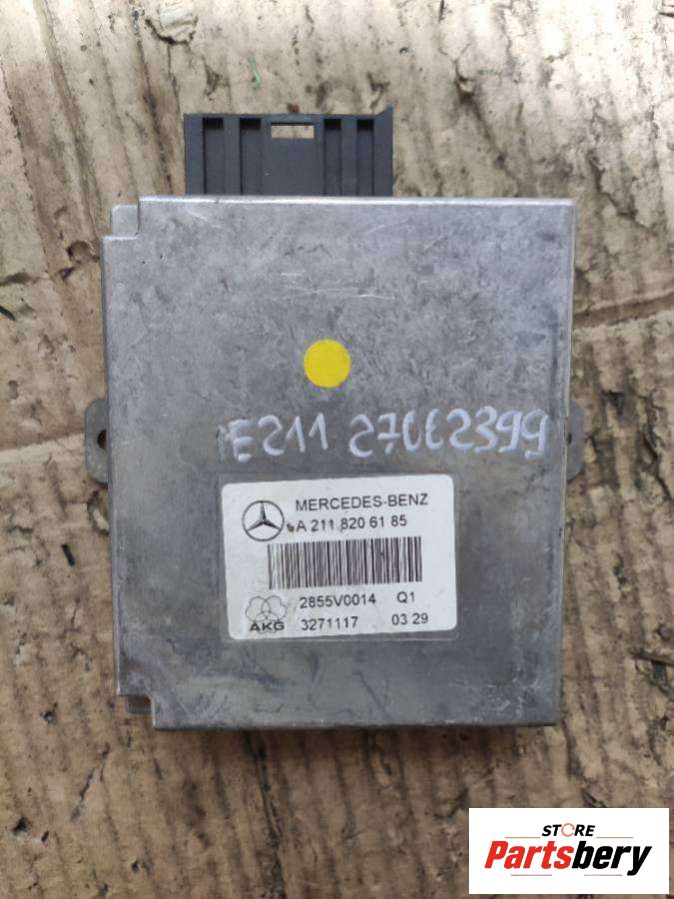 E211 27062399
MERCEDES-BENZ
A 211 820 61 85
2855V0014 Q1
AKG 3271117 03 29
STORE
Partsbery